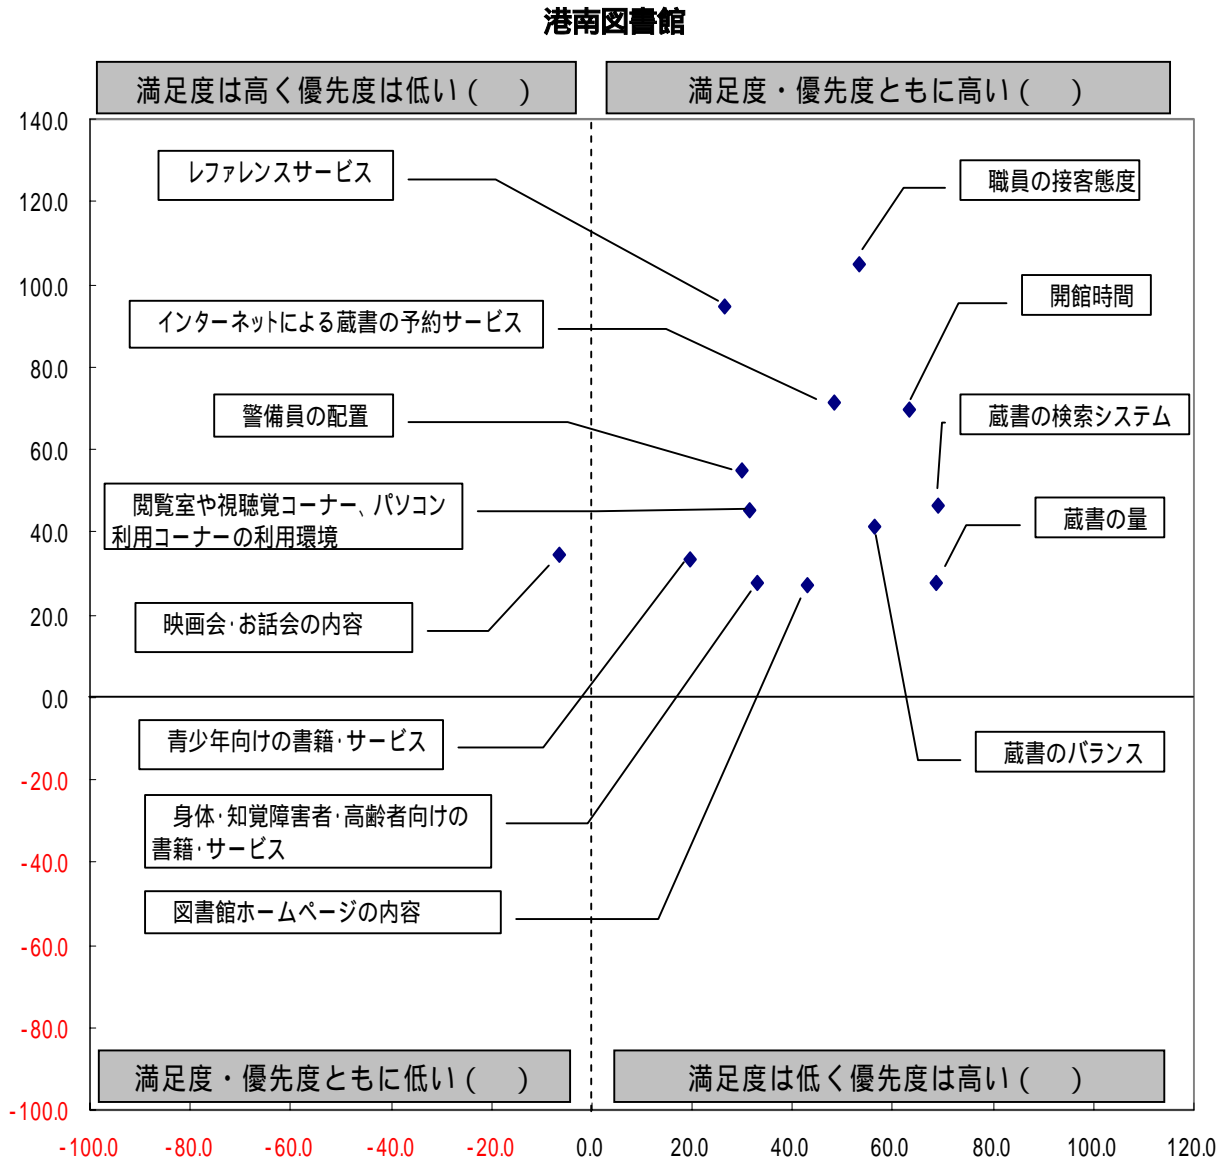 港南図書館
満足度は高く優先度は低い（　）
満足度・優先度ともに高い（　）
140.0
120.0
100.0
80.0
60.0
40.0
20.0
0.0
-20.0
-40.0
-60.0
-80.0
-100.0
レファレンスサービス
職員の接客態度
開館時間
インターネットによる蔵書の予約サービス
警備員の配置
蔵書の検索システム
閲覧室や視聴覚コーナー、パソコン
利用コーナーの利用環境
蔵書の量
映画会・お話会の内容
青少年向けの書籍・サービス
蔵書のバランス
身体・知覚障害者・高齢者向けの
書籍・サービス
図書館ホームページの内容
満足度・優先度ともに低い（　）
満足度は低く優先度は高い（　）
-100.0 -80.0 -60.0 -40.0 -20.0 0.0 20.0 40.0 60.0 80.0 100.0 120.0